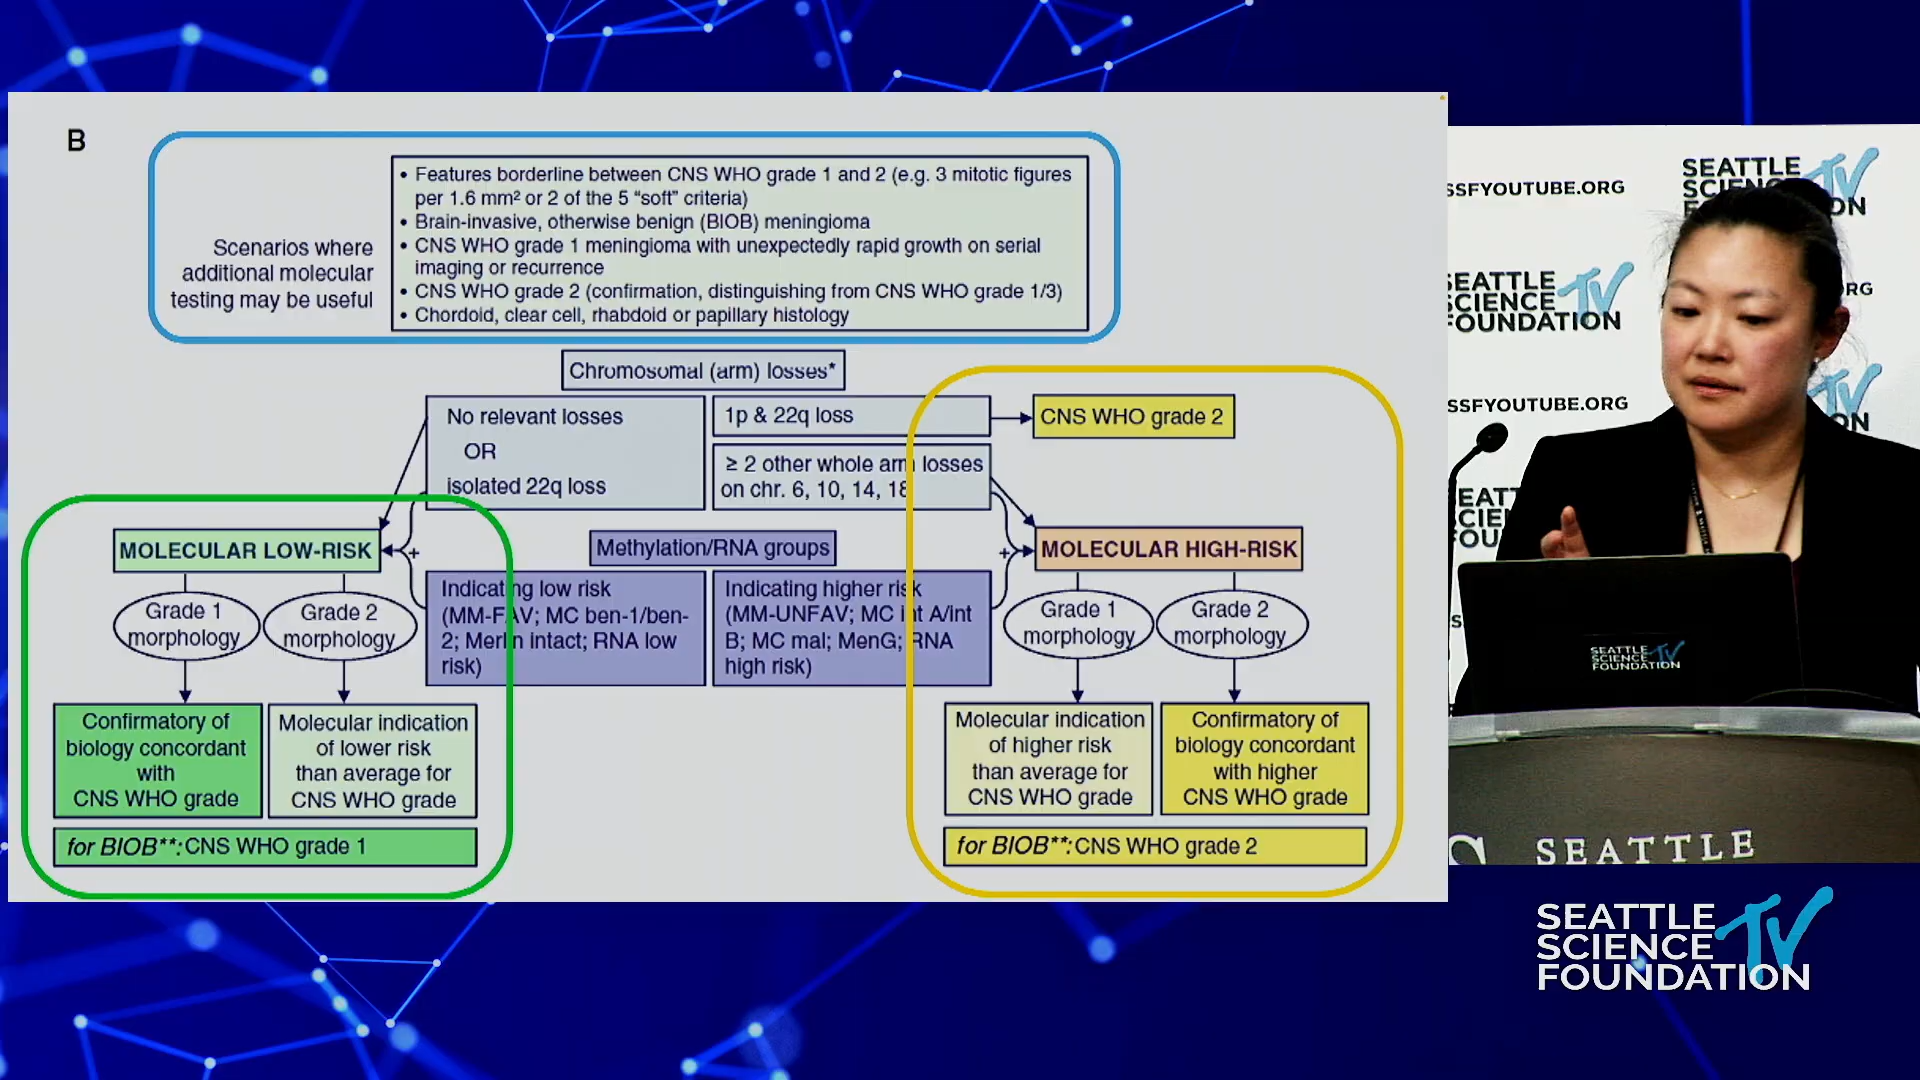 B
Scenarios where
additional molecular
testing may be useful
• Features borderline between CNS WHO grade 1 and 2 (e.g. 3 mitotic figures
per 1.6 mm² or 2 of the 5 “soft” criteria)
• Brain-invasive, otherwise benign (BIOB) meningioma
• CNS WHO grade 1 meningioma with unexpectedly rapid growth on serial
imaging or recurrence
• CNS WHO grade 2 (confirmation, distinguishing from CNS WHO grade 1/3)
• Chordoid, clear cell, rhabdoid or papillary histology
Chromosomal (arm) losses*
No relevant losses
OR
isolated 22q loss
1p & 22q loss
CNS WHO grade 2
≥ 2 other whole arm losses
on chr. 6, 10, 14, 18
MOLECULAR LOW-RISK
+
Methylation/RNA groups
+
MOLECULAR HIGH-RISK
Grade 1
morphology
Grade 2
morphology
Indicating low risk
(MM-FAV; MC ben-1/ben-
2; Merlin intact; RNA low
risk)
Indicating higher risk
(MM-UNFAV; MC int A/int
B; MC mal; MenG; RNA
high risk)
Grade 1
morphology
Grade 2
morphology
Confirmatory of
biology concordant
with
CNS WHO grade
Molecular indication
of lower risk
than average for
CNS WHO grade
Molecular indication
of higher risk
than average for
CNS WHO grade
Confirmatory of
biology concordant
with higher
CNS WHO grade
for BIOB**: CNS WHO grade 1
for BIOB**: CNS WHO grade 2
SSFYOUTUBE.ORG
SEATTLE
SCIENCE
FOUNDATION
TV
SEATTLE
SCIENCE
FOUNDATION
TV
SSFYOUTUBE.ORG
SEATTLE
SCIENCE
FOUNDATION
TV
SEATTLE
SEATTLE
SCIENCE
FOUNDATION
TV